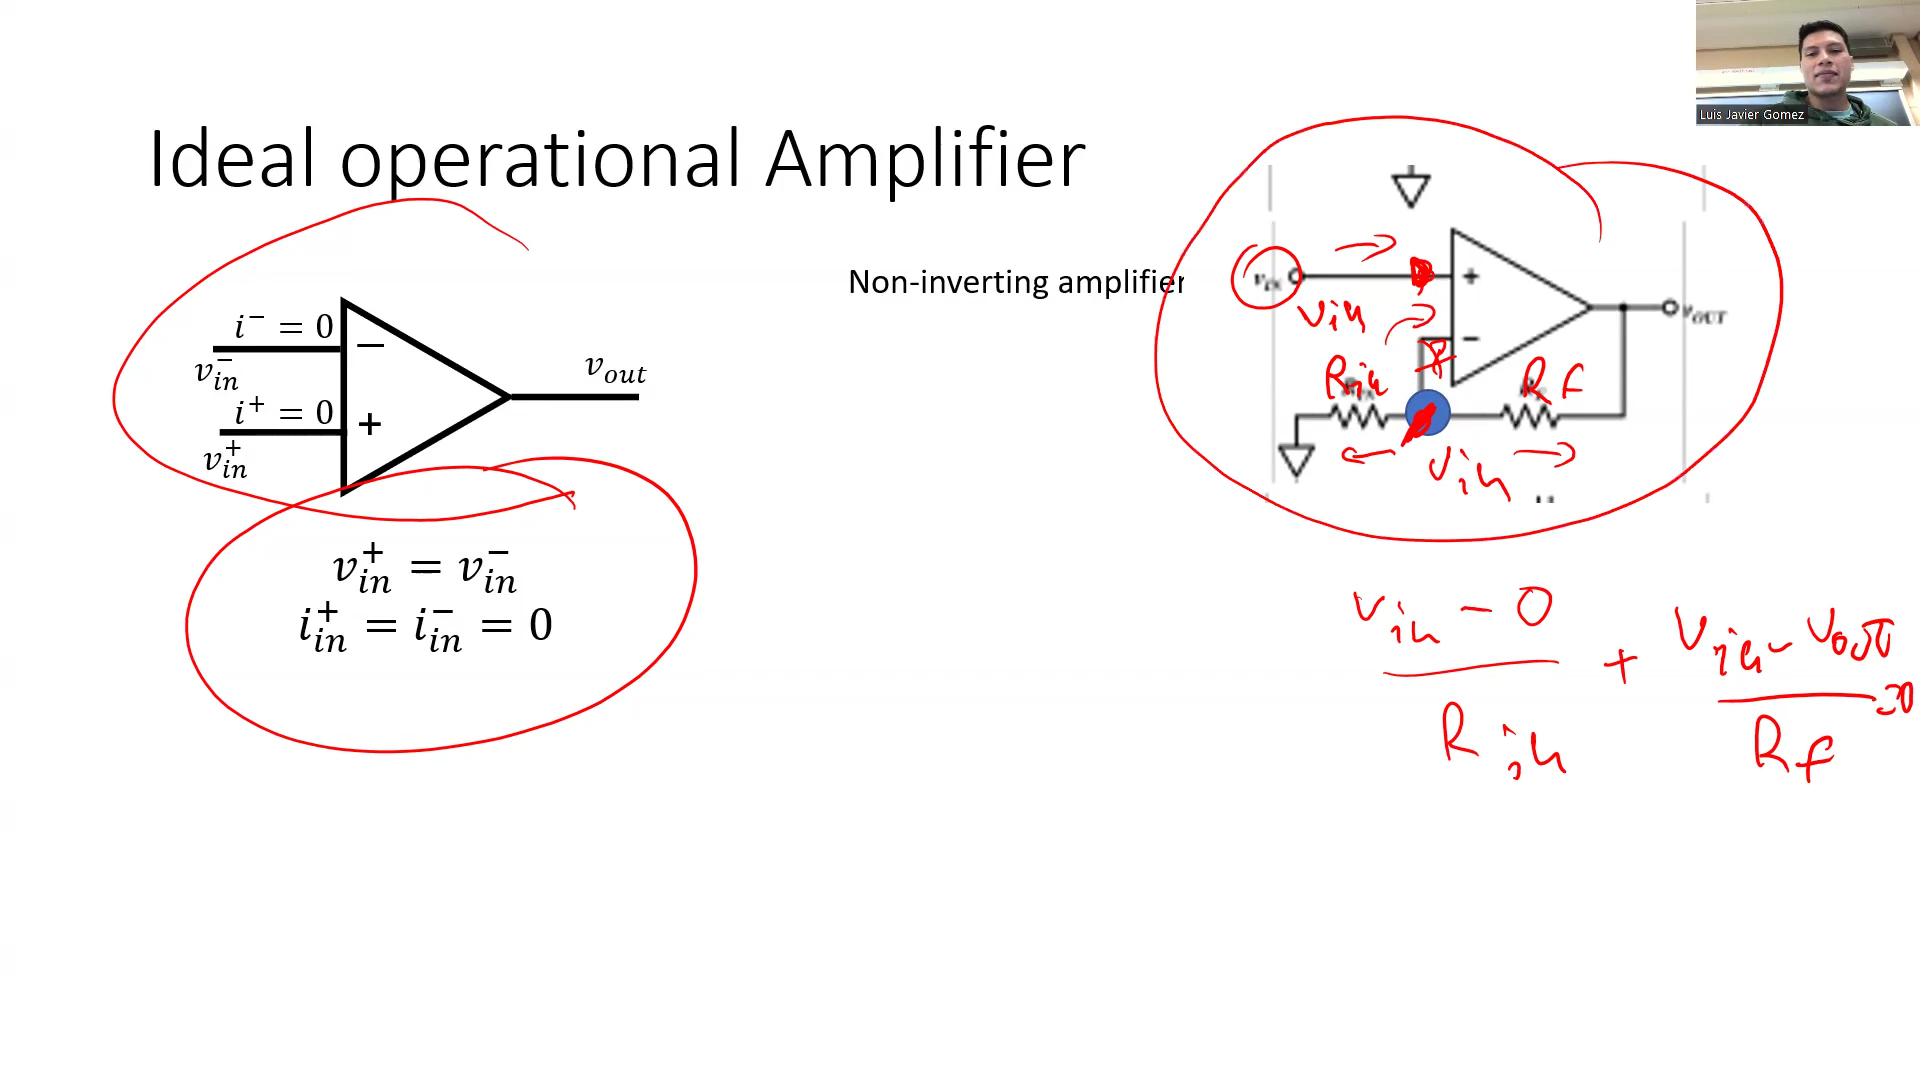 Luis Javier Gomez
Ideal operational Amplifier
Non-inverting amplifier
i⁻ = 0
v⁻ᵢₙ
i⁺ = 0
v⁺ᵢₙ
−
+
vₒᵤₜ
v⁺ᵢₙ = v⁻ᵢₙ
i⁺ᵢₙ = i⁻ᵢₙ = 0
vIN
+
−
vOUT
Vin
Rin
Rf
Vin
Vin - 0
Rin
+
Vin - Vout
Rf
=0